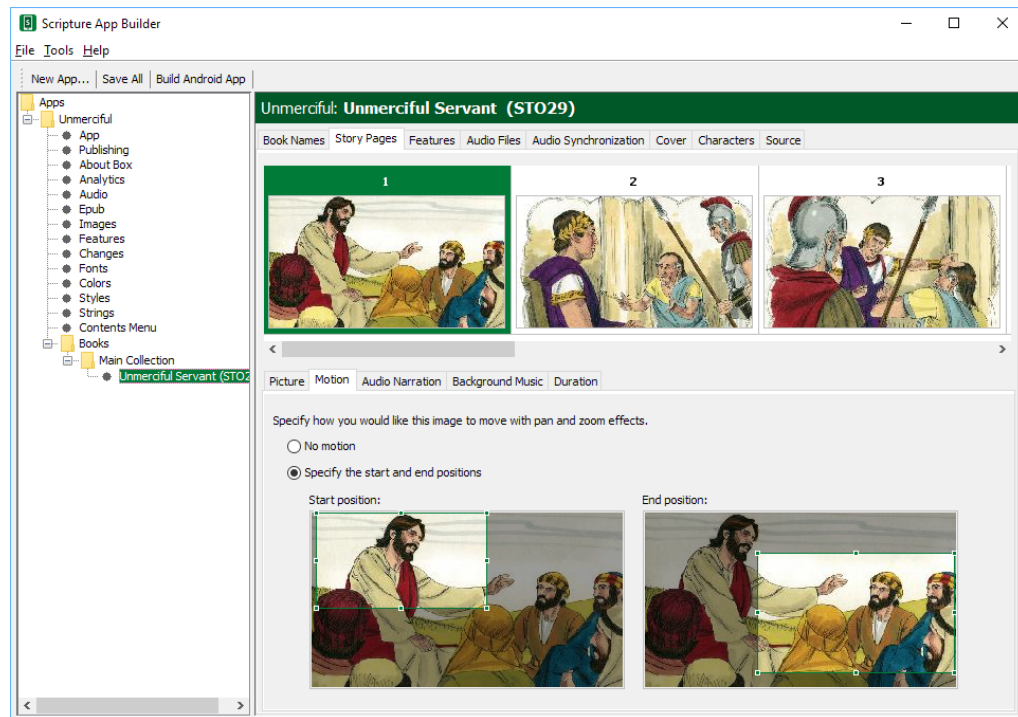 Scripture App Builder
File Tools Help
New App... Save All Build Android App
Apps
Unmerciful
App
Publishing
About Box
Analytics
Audio
Epub
Images
Features
Changes
Fonts
Colors
Styles
Strings
Contents Menu
Books
Main Collection
Unmerciful Servant (STO2
Unmerciful: Unmerciful Servant (STO29)
Book Names Story Pages Features Audio Files Audio Synchronization Cover Characters Source
1 2 3
Picture Motion Audio Narration Background Music Duration
Specify how you would like this image to move with pan and zoom effects.
No motion
Specify the start and end positions
Start position: End position: